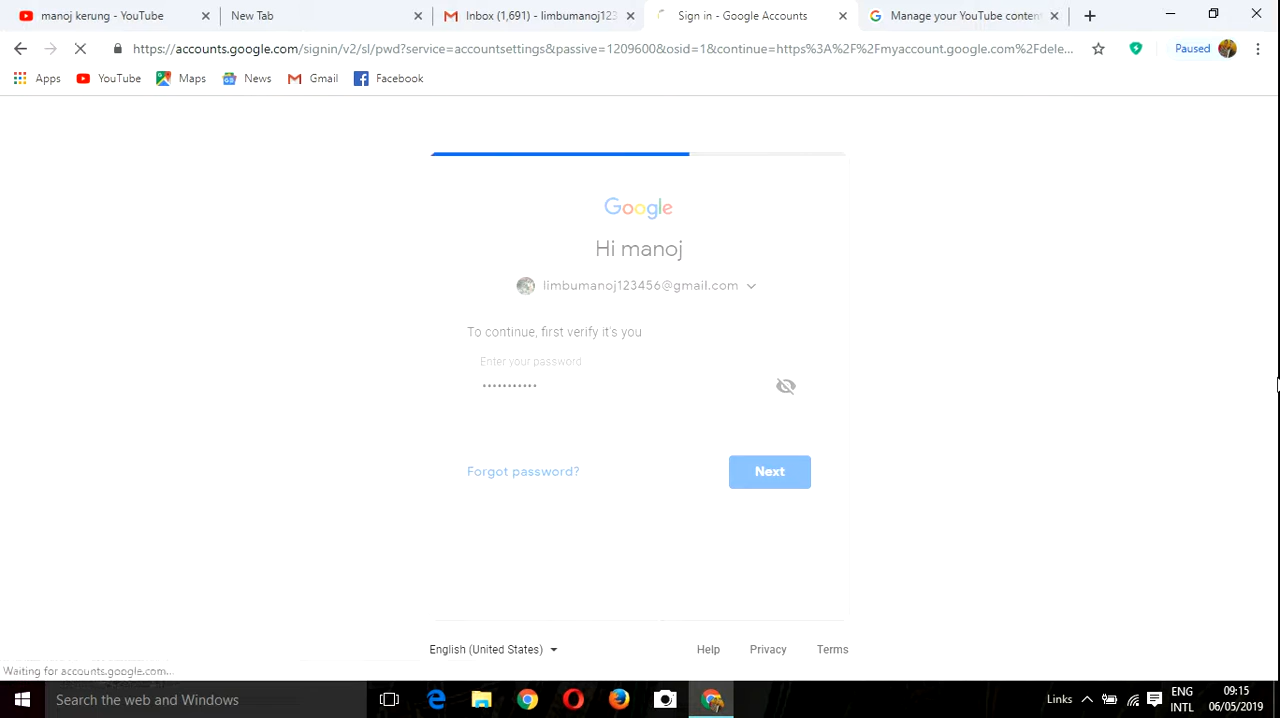 manoj kerung - YouTube
New Tab
Inbox (1,691) - limbumanoj123
Sign in - Google Accounts
Manage your YouTube conten
https://accounts.google.com/signin/v2/sl/pwd?service=accountsettings&passive=1209600&osid=1&continue=https%3A%2F%2Fmyaccount.google.com%2Fdele...
Paused
Apps
YouTube
Maps
News
Gmail
Facebook
Google
Hi manoj
limbumanoj123456@gmail.com
To continue, first verify it's you
Enter your password
•••••••••••
Forgot password?
Next
English (United States)
Help
Privacy
Terms
Waiting for accounts.google.com...
Search the web and Windows
Links
ENG
INTL
09:15
06/05/2019